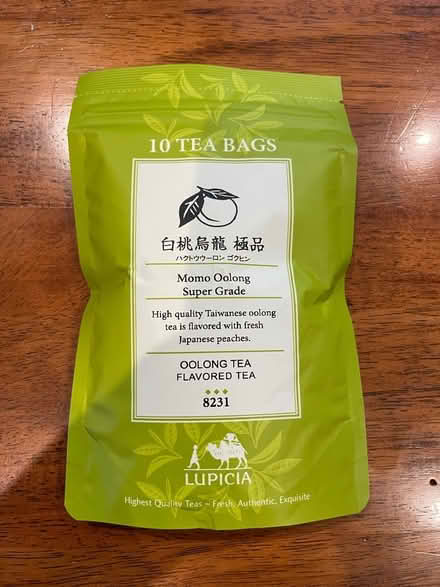 10 TEA BAGS
白桃烏龍 極品
ハクトウウーロン ゴクヒン
Momo Oolong
Super Grade
High quality Taiwanese oolong
tea is flavored with fresh
Japanese peaches.
OOLONG TEA
FLAVORED TEA
8231
LUPICIA
Highest Quality Teas ~ Fresh, Authentic, Exquisite